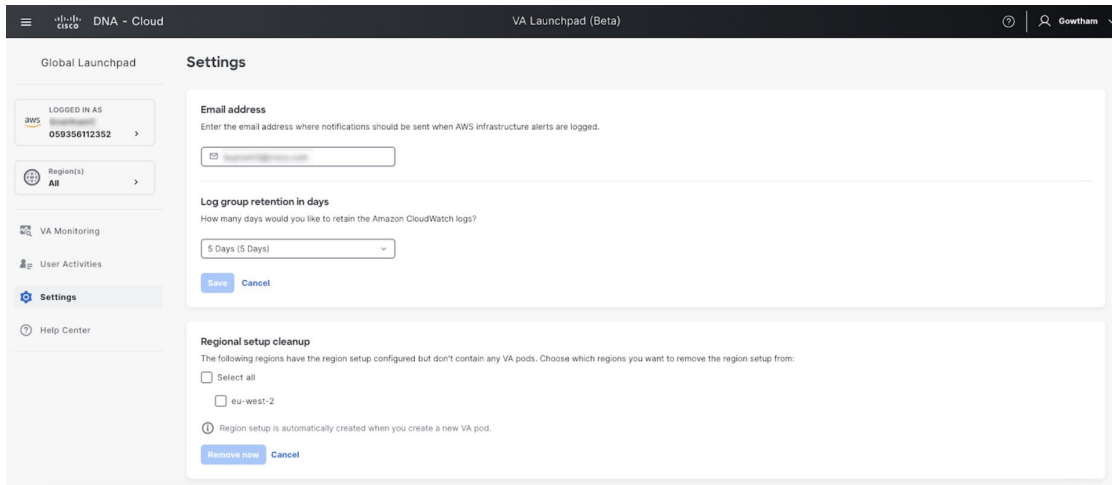 cisco DNA - Cloud
VA Launchpad (Beta)
Gowtham
Global Launchpad
LOGGED IN AS
aws
059356112352
Region(s)
All
VA Monitoring
User Activities
Settings
Help Center
Settings
Email address
Enter the email address where notifications should be sent when AWS infrastructure alerts are logged.
Log group retention in days
How many days would you like to retain the Amazon CloudWatch logs?
5 Days (5 Days)
Save Cancel
Regional setup cleanup
The following regions have the region setup configured but don't contain any VA pods. Choose which regions you want to remove the region setup from:
Select all
eu-west-2
Region setup is automatically created when you create a new VA pod.
Remove now Cancel